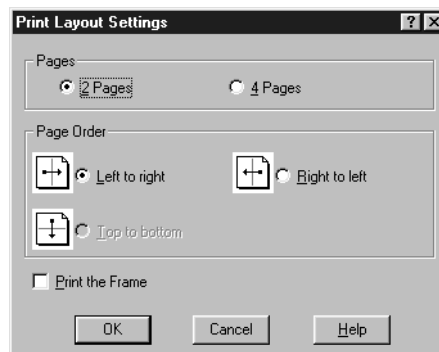 Print Layout Settings ? X
Pages
2 Pages 4 Pages
Page Order
Left to right Right to left
Top to bottom
Print the Frame
OK Cancel Help